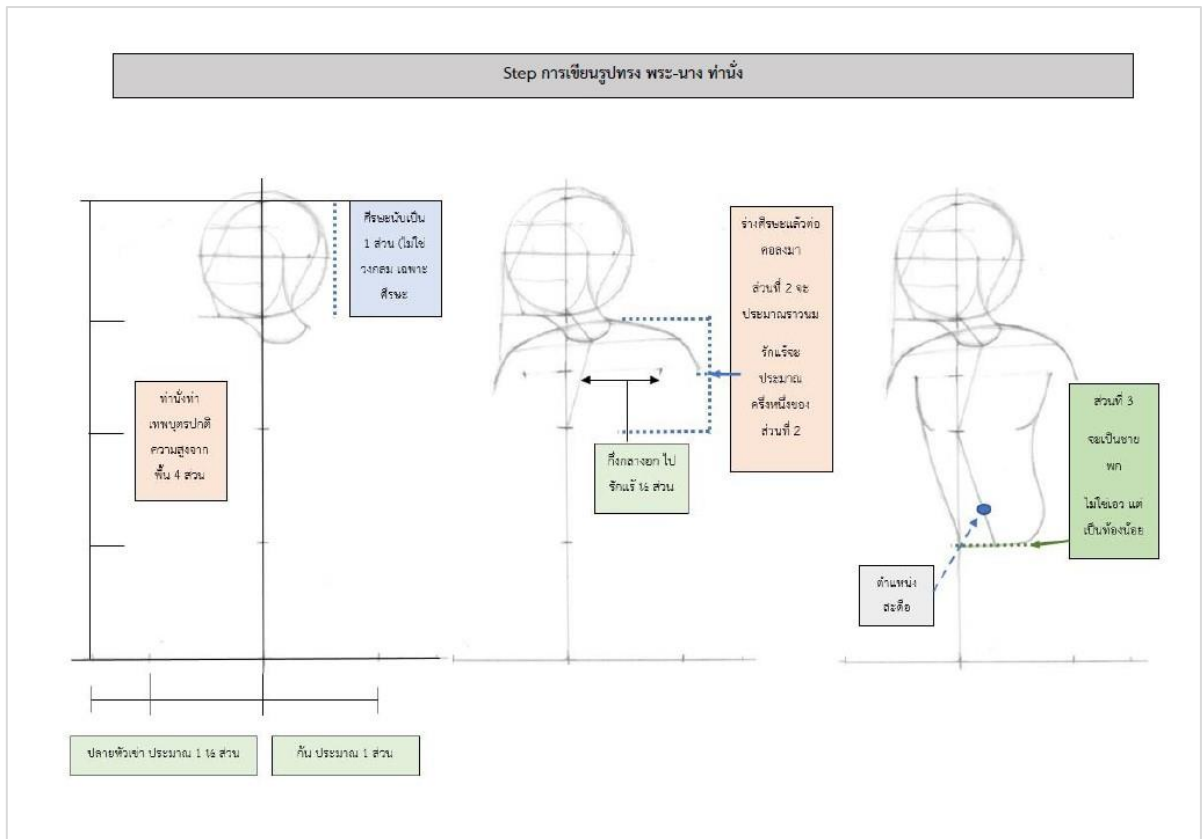 Step การเขียนรูปทรง พระ-นาง ท่านั่ง
ศีรษะนับเป็น
1 ส่วน (ไม่ใช่
วงกลม เฉพาะ
ศีรษะ
ท่านั่งท่า
เทพบุตรปกติ
ความสูงจาก
พื้น 4 ส่วน
ปลายหัวเข่า ประมาณ 1 ½ ส่วน
ก้น ประมาณ 1 ส่วน
ร่างศีรษะแล้วต่อ
คอลงมา
ส่วนที่ 2 จะ
ประมาณราวนม
รักแร้จะ
ประมาณ
ครึ่งหนึ่งของ
ส่วนที่ 2
กึ่งกลางอก ไป
รักแร้ ½ ส่วน
ส่วนที่ 3
จะเป็นชาย
พก
ไม่ใช่เอว แต่
เป็นท้องน้อย
ตำแหน่ง
สะดือ